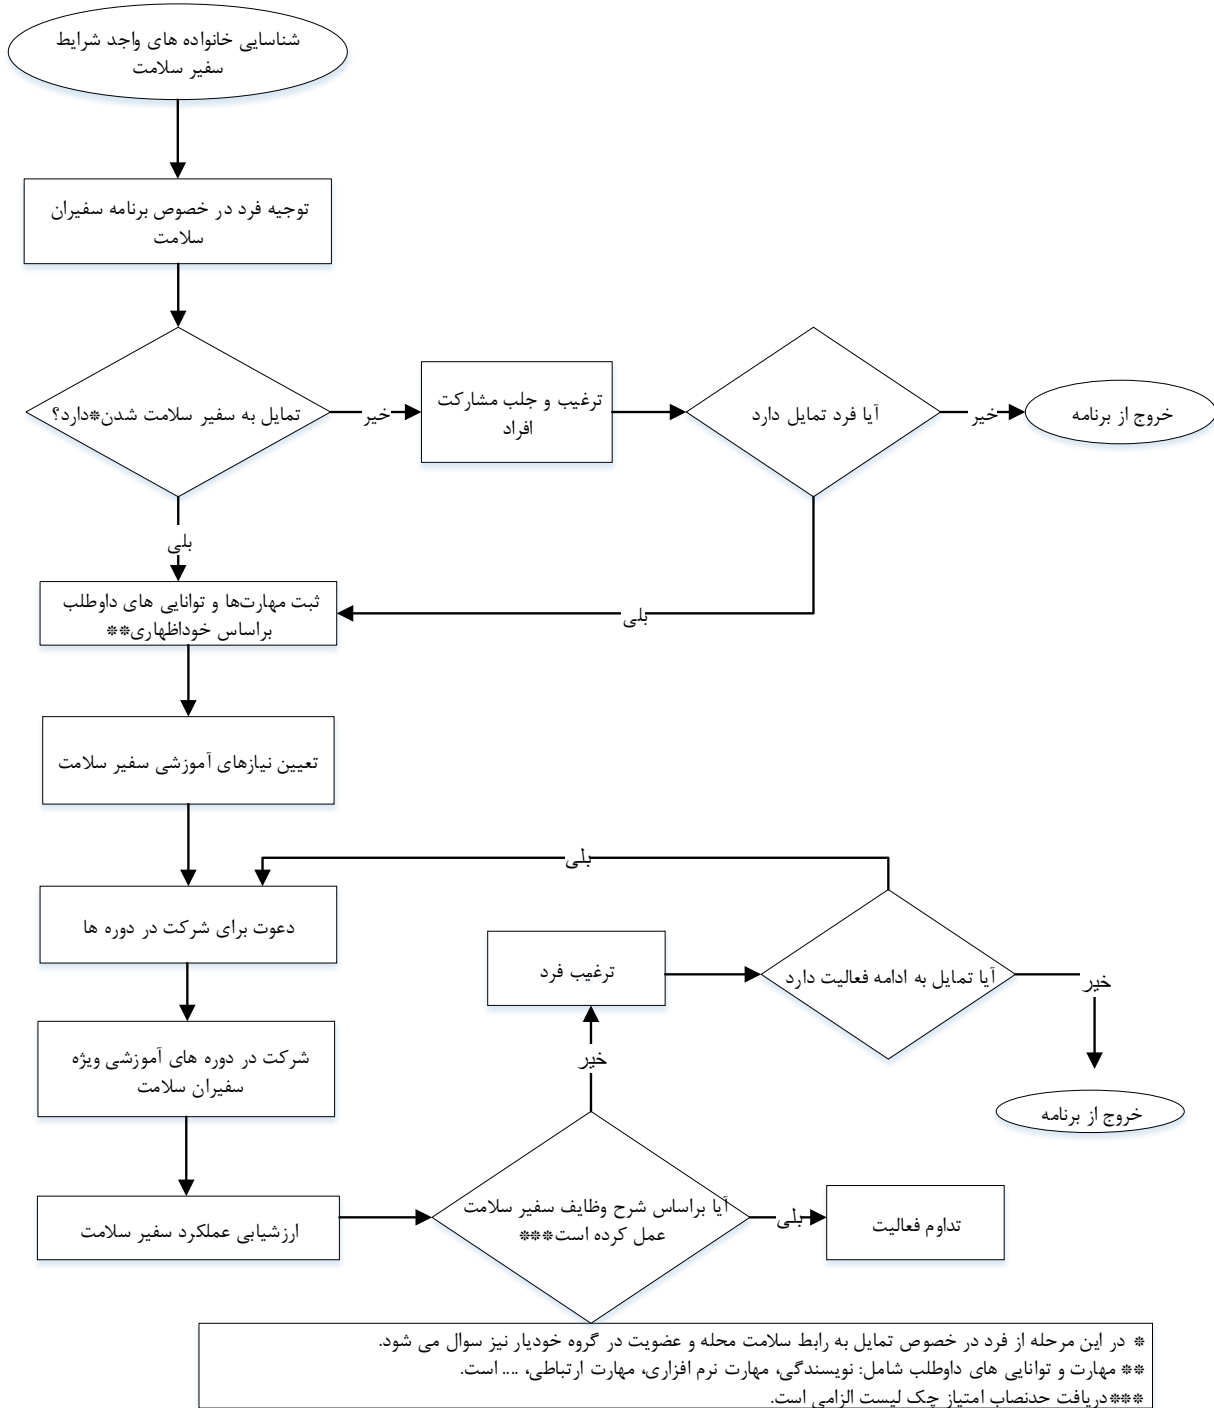 شناسایی خانواده های واجد شرایط
سفیر سلامت
توجیه فرد در خصوص برنامه سفیران
سلامت
تمایل به سفیر سلامت شدن*دارد؟
خیر
ترغیب و جلب مشارکت
افراد
آیا فرد تمایل دارد
خیر
خروج از برنامه
بلی
بلی
ثبت مهارت‌ها و توانایی های داوطلب
براساس خوداظهاری**
تعیین نیازهای آموزشی سفیر سلامت
بلی
دعوت برای شرکت در دوره ها
ترغیب فرد
آیا تمایل به ادامه فعالیت دارد
خیر
خروج از برنامه
شرکت در دوره های آموزشی ویژه
سفیران سلامت
خیر
ارزشیابی عملکرد سفیر سلامت
آیا براساس شرح وظایف سفیر سلامت
عمل کرده است***
بلی
تداوم فعالیت
* در این مرحله از فرد در خصوص تمایل به رابط سلامت محله و عضویت در گروه خودیار نیز سوال می شود.
** مهارت و توانایی های داوطلب شامل: نویسندگی، مهارت نرم افزاری، مهارت ارتباطی، .... است.
***دریافت حدنصاب امتیاز چک لیست الزامی است.